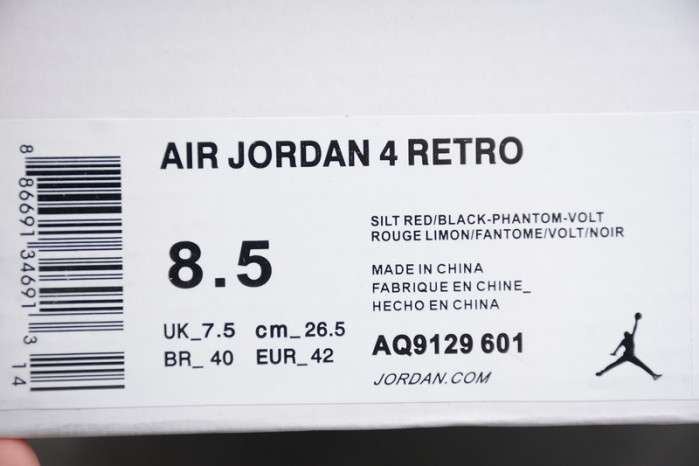 AIR JORDAN 4 RETRO
8 86691 34691 3
14
8.5
SILT RED/BLACK-PHANTOM-VOLT
ROUGE LIMON/FANTOME/VOLT/NOIR
MADE IN CHINA
FABRIQUE EN CHINE_
HECHO EN CHINA
UK_7.5 cm_26.5
BR_ 40 EUR_42
AQ9129 601
JORDAN.COM